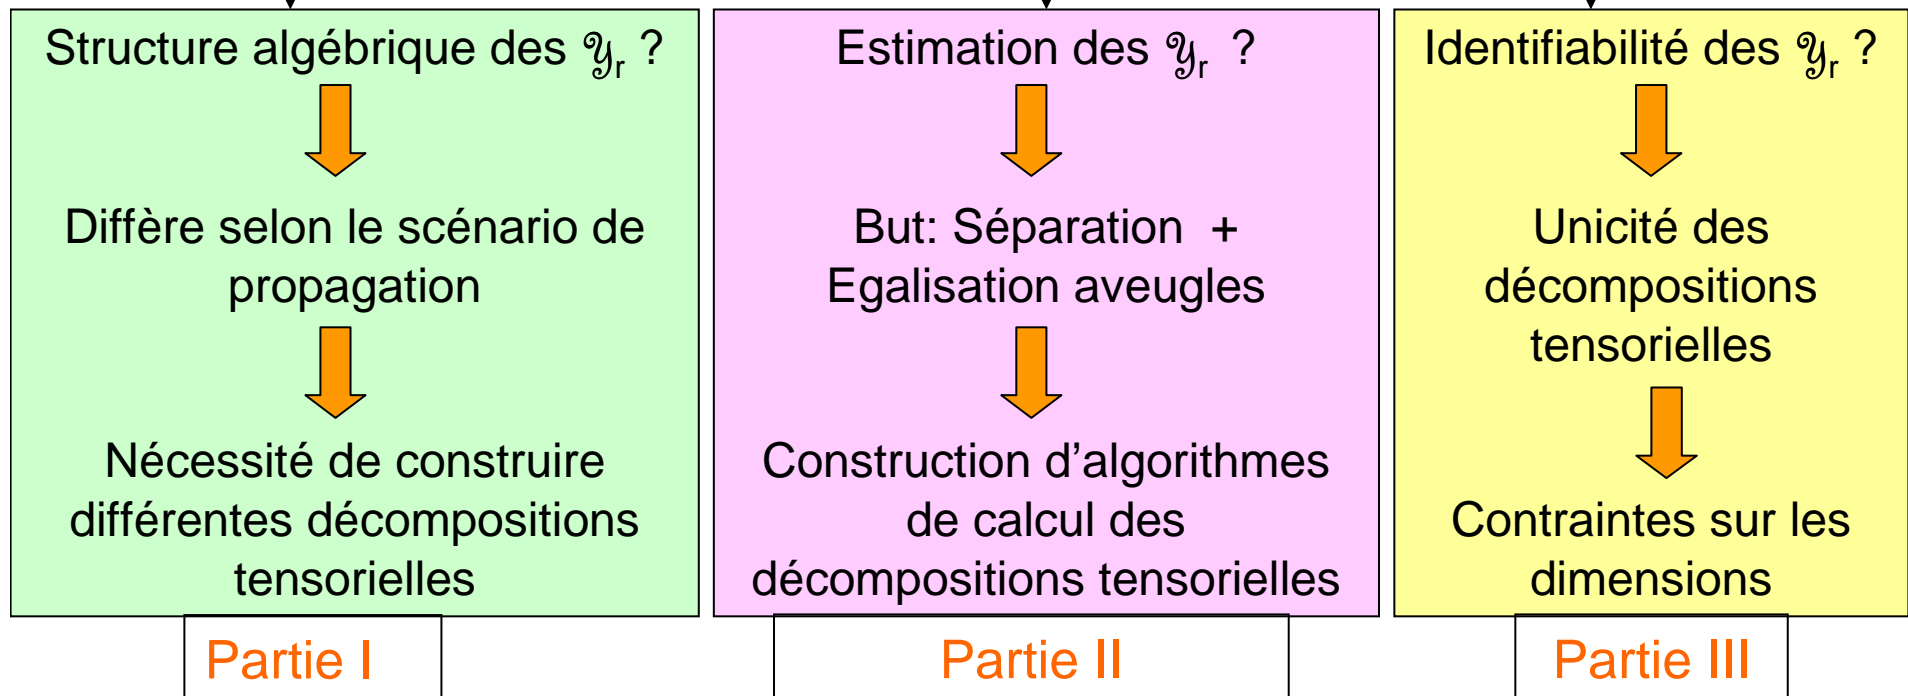 Structure algébrique des 𝒴r ?
Diffère selon le scénario de
propagation
Nécessité de construire
différentes décompositions
tensorielles
Partie I
Estimation des 𝒴r ?
But: Séparation +
Egalisation aveugles
Construction d’algorithmes
de calcul des
décompositions tensorielles
Partie II
Identifiabilité des 𝒴r ?
Unicité des
décompositions
tensorielles
Contraintes sur les
dimensions
Partie III